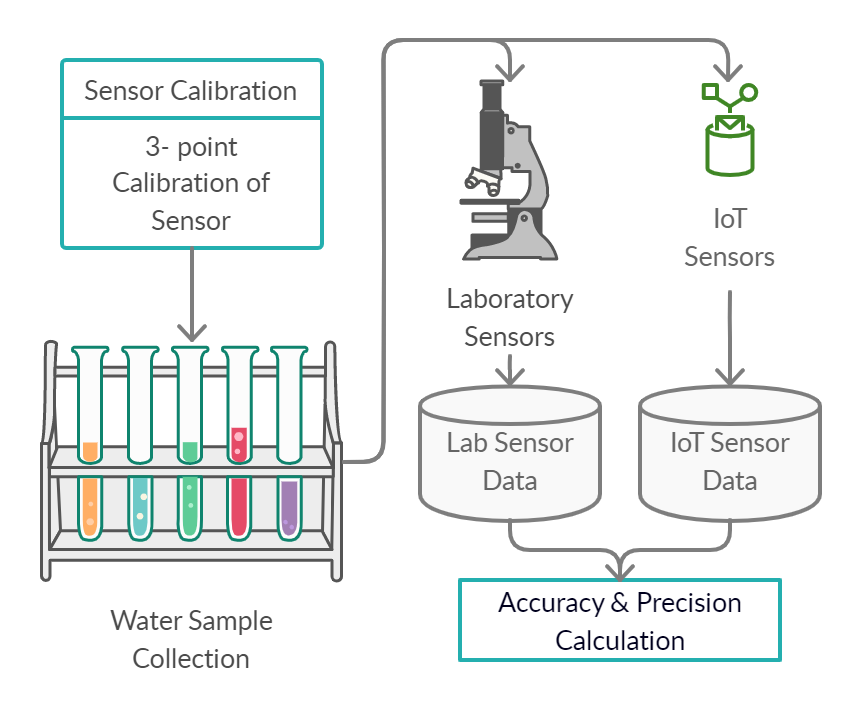 Sensor Calibration
3- point
Calibration of
Sensor
Water Sample
Collection
Laboratory
Sensors
IoT
Sensors
Lab Sensor
Data
IoT Sensor
Data
Accuracy & Precision
Calculation